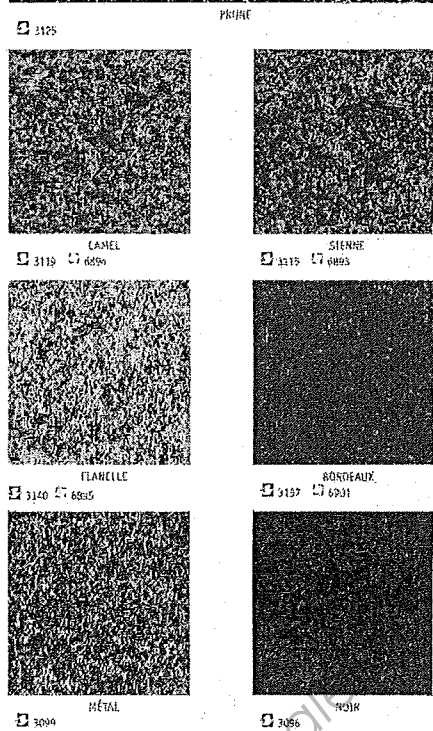 PRUNE
3125
CAMEL
3119 6894
SIENNE
3115 6893
FLANELLE
3140 6895
BORDEAUX
3137 6901
MÉTAL
3099
NOIR
3096